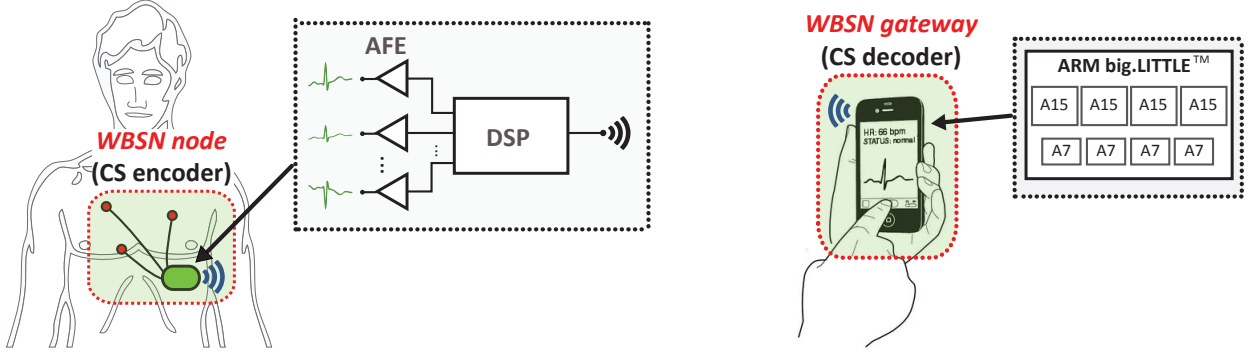 AFE
DSP
...
...
WBSN node
(CS encoder)
WBSN gateway
(CS decoder)
HR: 66 bpm
STATUS: normal
ARM big.LITTLE™
A15 A15 A15 A15
A7 A7 A7 A7